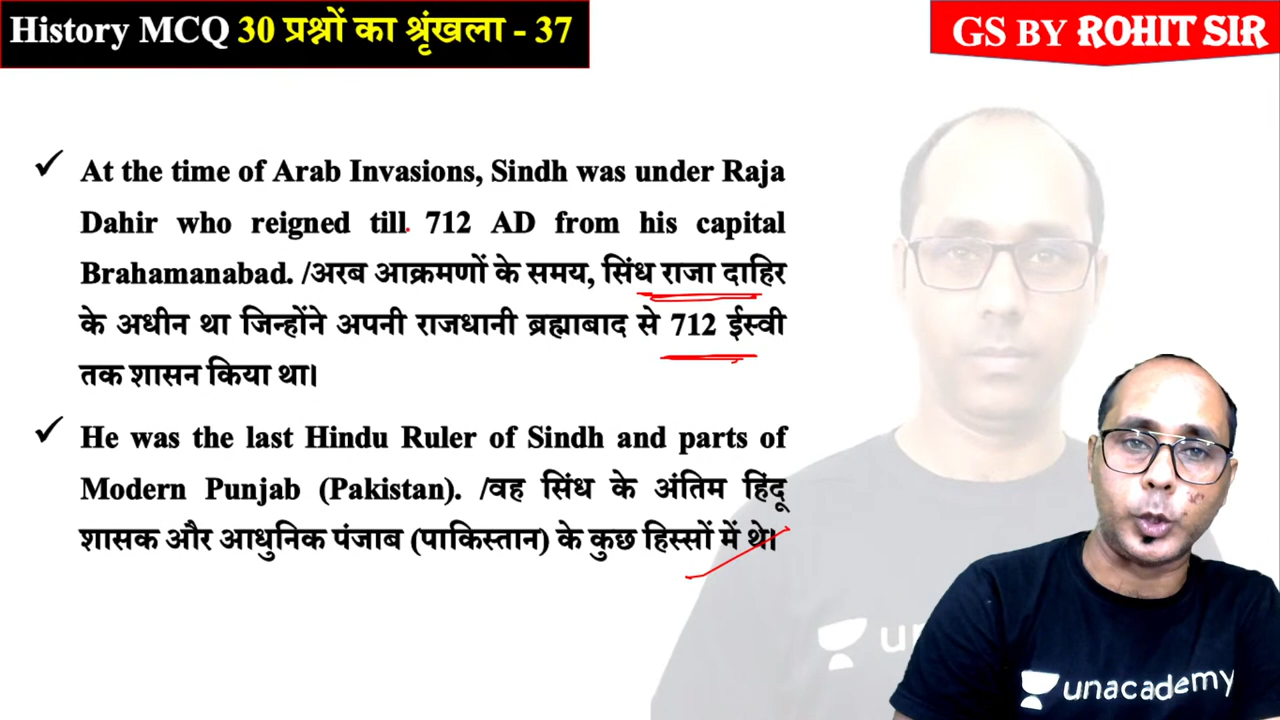 History MCQ 30 प्रश्नों का श्रृंखला - 37
GS BY ROHIT SIR
At the time of Arab Invasions, Sindh was under Raja
Dahir who reigned till 712 AD from his capital
Brahamanabad. /अरब आक्रमणों के समय, सिंध राजा दाहिर
के अधीन था जिन्होंने अपनी राजधानी ब्रह्माबाद से 712 ईस्वी
तक शासन किया था।
He was the last Hindu Ruler of Sindh and parts of
Modern Punjab (Pakistan). /वह सिंध के अंतिम हिंदू
शासक और आधुनिक पंजाब (पाकिस्तान) के कुछ हिस्सों में थे।
un
unacademy